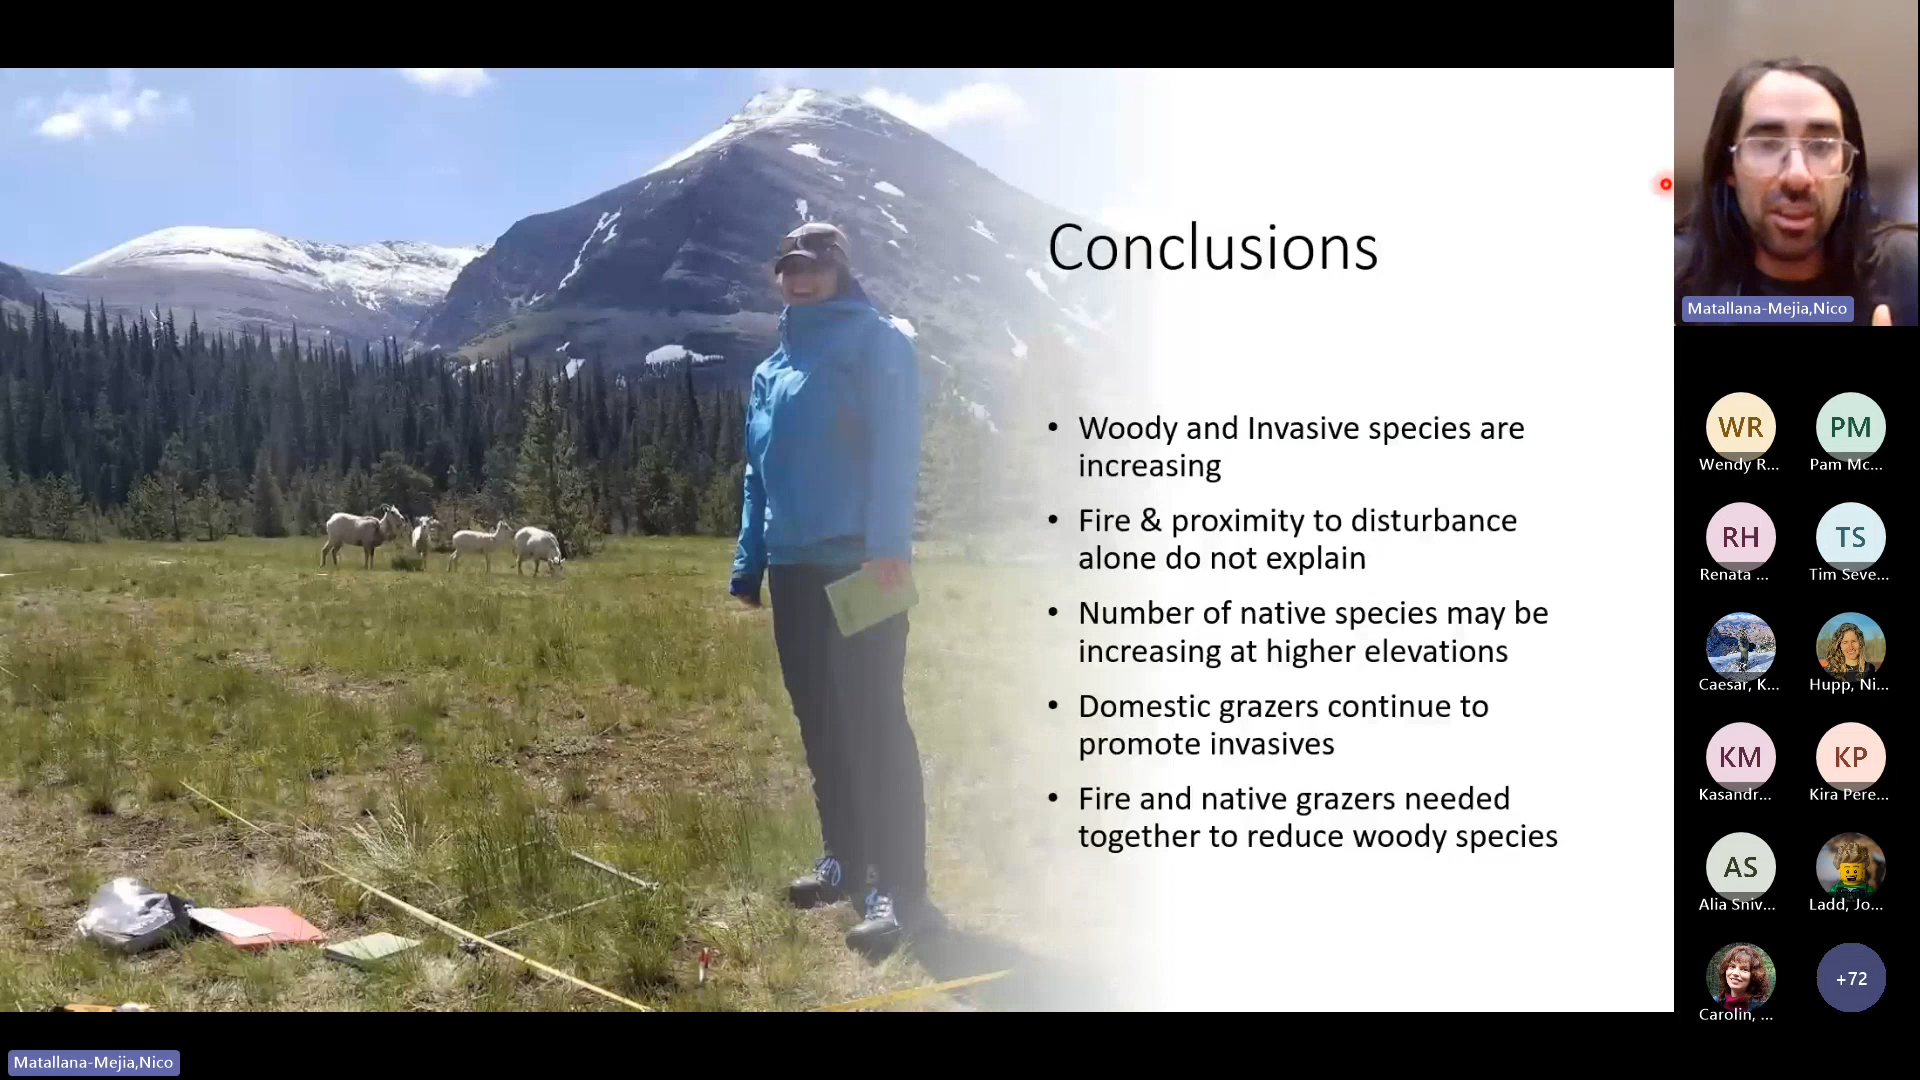 Conclusions
• Woody and Invasive species are
increasing
• Fire & proximity to disturbance
alone do not explain
• Number of native species may be
increasing at higher elevations
• Domestic grazers continue to
promote invasives
• Fire and native grazers needed
together to reduce woody species
Matallana-Mejia,Nico
WR
Wendy R...
PM
Pam Mc...
RH
Renata ...
TS
Tim Seve...
Caesar, K...
Hupp, Ni...
KM
Kasandr...
KP
Kira Pere...
AS
Alia Sniv...
Ladd, Jo...
Carolin, ...
+72
Matallana-Mejia,Nico